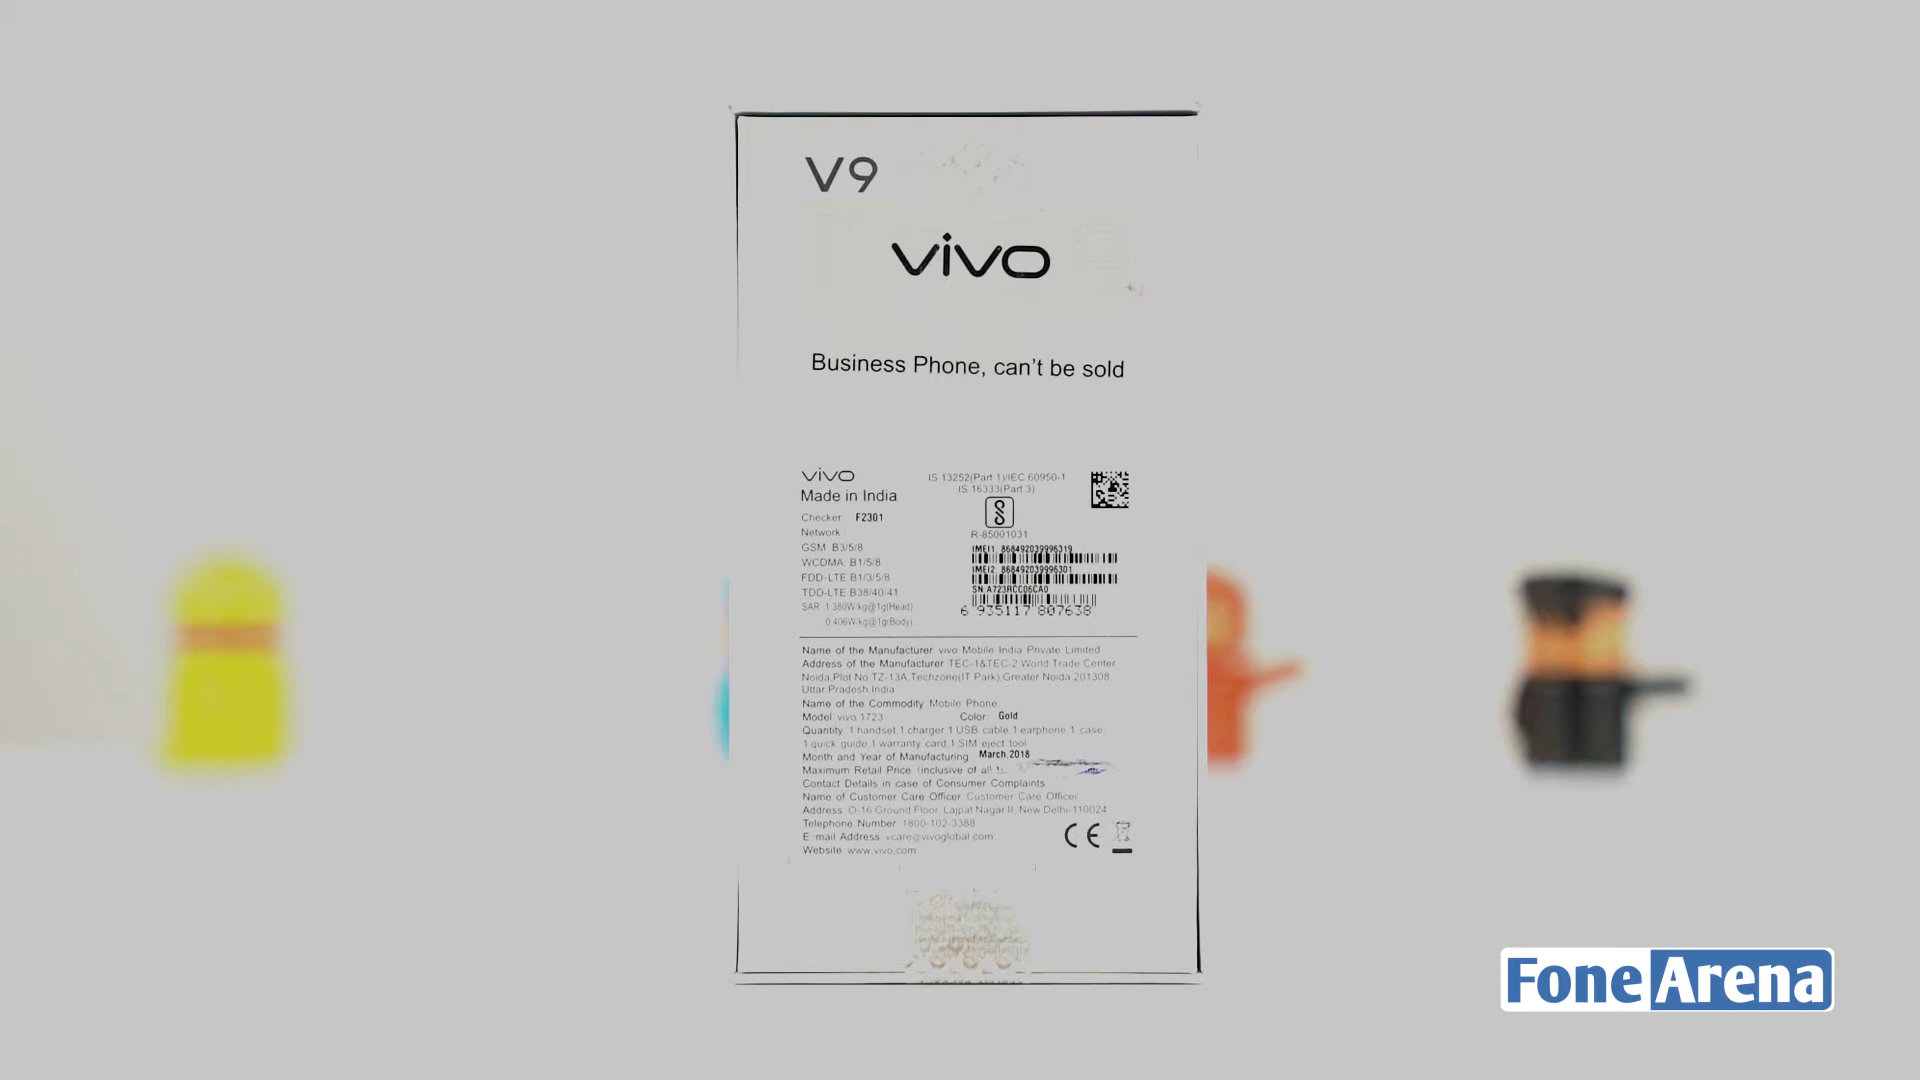 V9
vivo
Business Phone, can't be sold
vivo
Made in India
Checker: F2301
Network
GSM: B3/5/8
WCDMA: B1/5/8
FDD-LTE: B1/3/5/8
TDD-LTE: B38/40/41
SAR: 1.380W/kg@1g(Head)
0.406W/kg@1g(Body)
IS 13252(Part 1)/IEC 60950-1
IS 16333(Part 3)
R-85001031
IMEI1 868492039996319
IMEI2 868492039996301
SN A723RCC06CA0
6 935117 807638
Name of the Manufacturer: vivo Mobile India Private Limited
Address of the Manufacturer: TEC-1&TEC-2,World Trade Center
Noida,Plot No TZ-13A,Techzone(IT Park),Greater Noida 201308,
Uttar Pradesh,India
Name of the Commodity: Mobile Phone
Model: vivo 1723 Color: Gold
Quantity: 1 handset,1 charger,1 USB cable,1 earphone,1 case,
1 quick guide,1 warranty card,1 SIM eject tool
Month and Year of Manufacturing: March,2018
Maximum Retail Price (inclusive of all
Contact Details in case of Consumer Complaints
Name of Customer Care Officer: Customer Care Officer
Address: O-16 Ground Floor, Lajpat Nagar II, New Delhi-110024
Telephone Number: 1800-102-3388
E-mail Address: vcare@vivoglobal.com
Website: www.vivo.com
CE
FoneArena